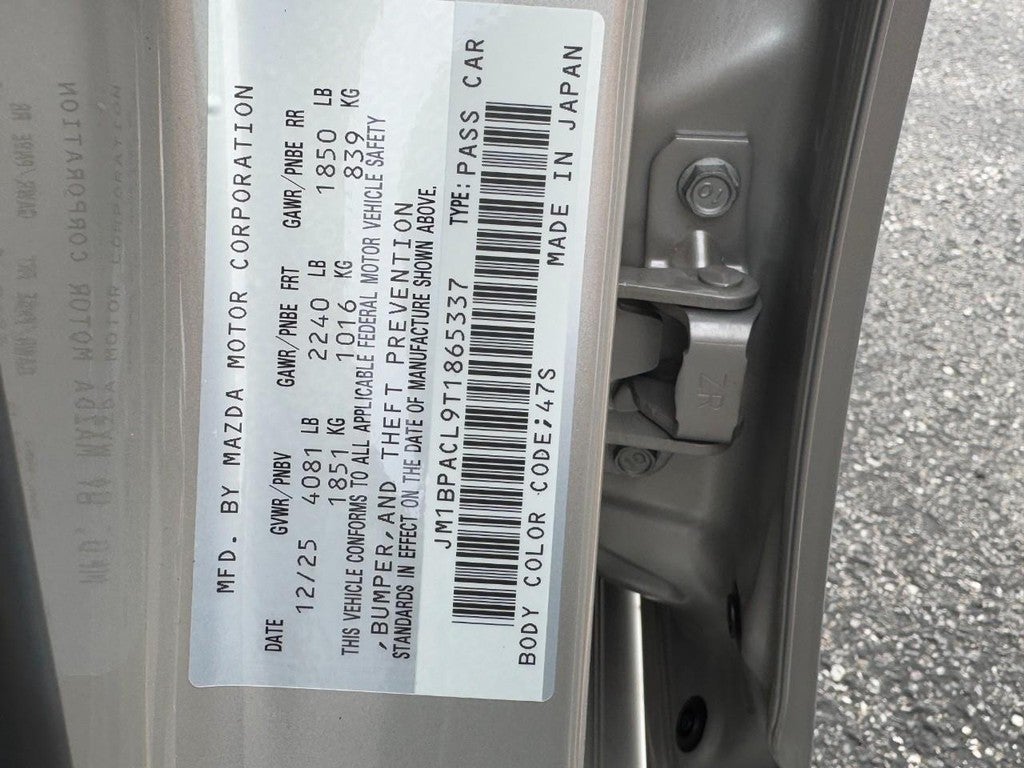 MFD. BY MAZDA MOTOR CORPORATION
DATE GVWR/PNBV GAWR/PNBE FRT GAWR/PNBE RR
12/25 4081 LB 2240 LB 1850 LB
1851 KG 1016 KG 839 KG
THIS VEHICLE CONFORMS TO ALL APPLICABLE FEDERAL MOTOR VEHICLE SAFETY
,BUMPER,AND THEFT PREVENTION
STANDARDS IN EFFECT ON THE DATE OF MANUFACTURE SHOWN ABOVE.
JM1BPACL9T1865337 TYPE:PASS CAR
BODY COLOR CODE;47S MADE IN JAPAN
ZR